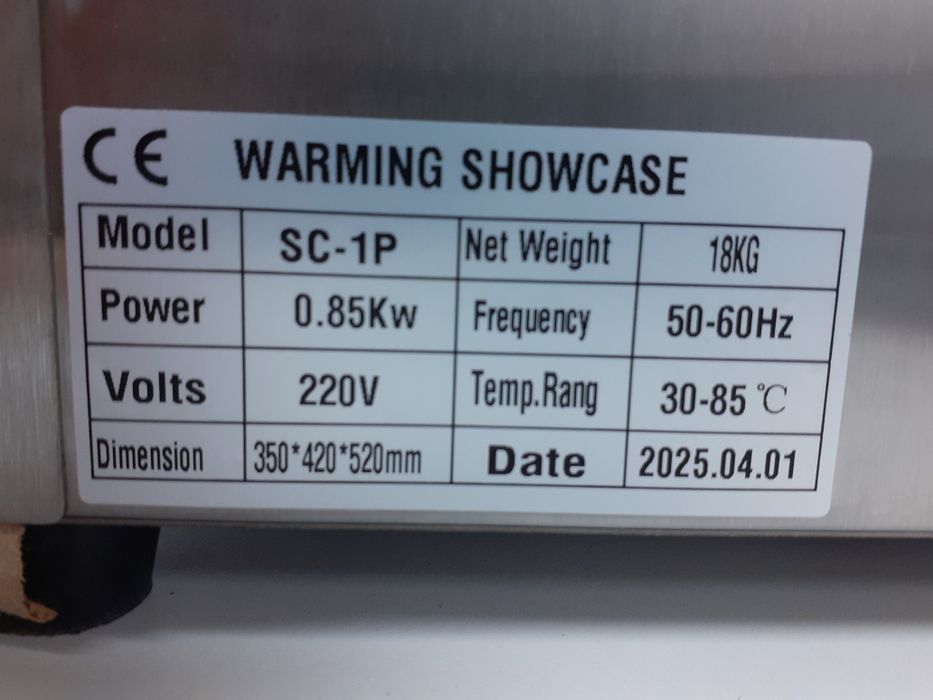 CE WARMING SHOWCASE
Model SC-1P Net Weight 18KG
Power 0.85Kw Frequency 50-60Hz
Volts 220V Temp.Rang 30-85 ℃
Dimension 350*420*520mm Date 2025.04.01